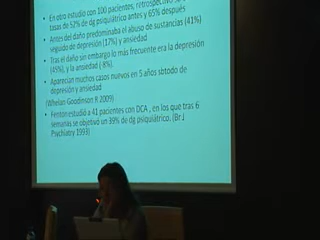 En otro estudio con 100 pacientes, retrospectivo
tasas de 52% de dg psiquiátrico antes y 65% después
Antes del daño predominaba el abuso de sustancias (41%)
seguido de depresión (17%) y ansiedad
Tras el daño sin embargo lo más frecuente era la depresión
(45%), y la ansiedad ( 8%).
Aparecían muchos casos nuevos en 5 años sbtodo de
depresión y ansiedad
(Whelan- Goodinson R 2009)
Fenton estudió a 41 pacientes con DCA , en los que tras 6
semanas se objetivo un 39% de dg psiquiátrico. (Br J
Psychiatry 1993)